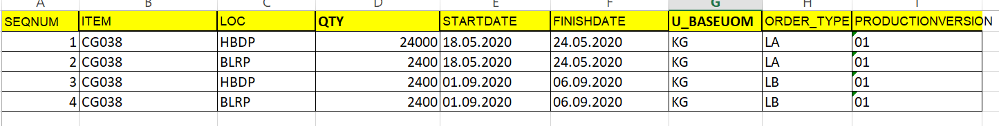 A B C D E F G H I
SEQNUM ITEM LOC QTY STARTDATE FINISHDATE U_BASEUOM ORDER_TYPE PRODUCTIONVERSION
1 CG038 HBDP 24000 18.05.2020 24.05.2020 KG LA 01
2 CG038 BLRP 2400 18.05.2020 24.05.2020 KG LA 01
3 CG038 HBDP 2400 01.09.2020 06.09.2020 KG LB 01
4 CG038 BLRP 2400 01.09.2020 06.09.2020 KG LB 01